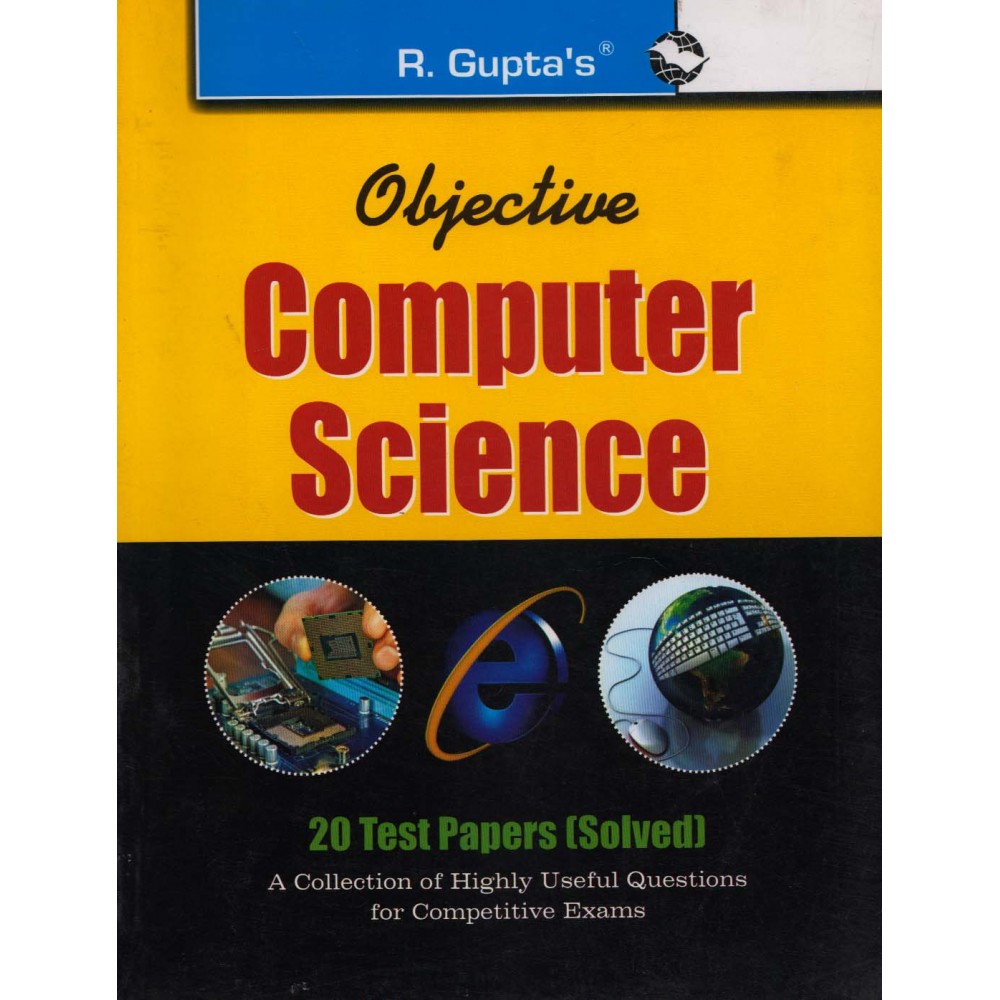 R. Gupta's®
Objective
Computer
Science
20 Test Papers (Solved)
A Collection of Highly Useful Questions
for Competitive Exams